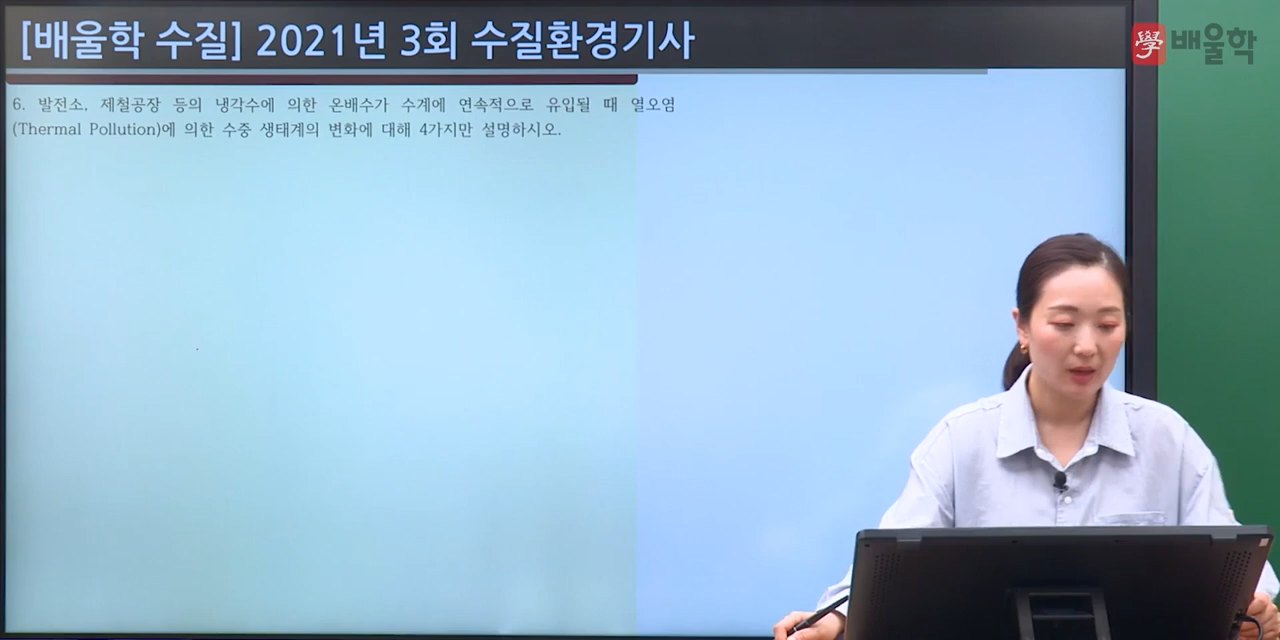 [배울학 수질] 2021년 3회 수질환경기사
學 배울학
6. 발전소, 제철공장 등의 냉각수에 의한 온배수가 수계에 연속적으로 유입될 때 열오염
(Thermal Pollution)에 의한 수중 생태계의 변화에 대해 4가지만 설명하시오.